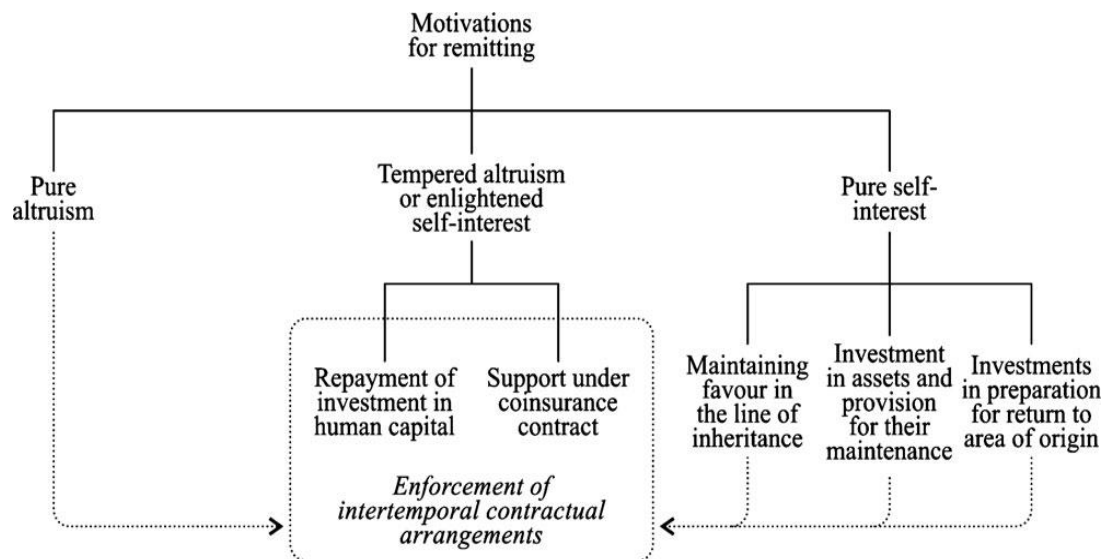 Motivations
for remitting
Pure
altruism
Tempered altruism
or enlightened
self-interest
Pure self-
interest
Repayment of
investment in
human capital
Support under
coinsurance
contract
Maintaining
favour in
the line of
inheritance
Investment
in assets and
provision
for their
maintenance
Investments
in preparation
for return to
area of origin
Enforcement of
intertemporal contractual
arrangements